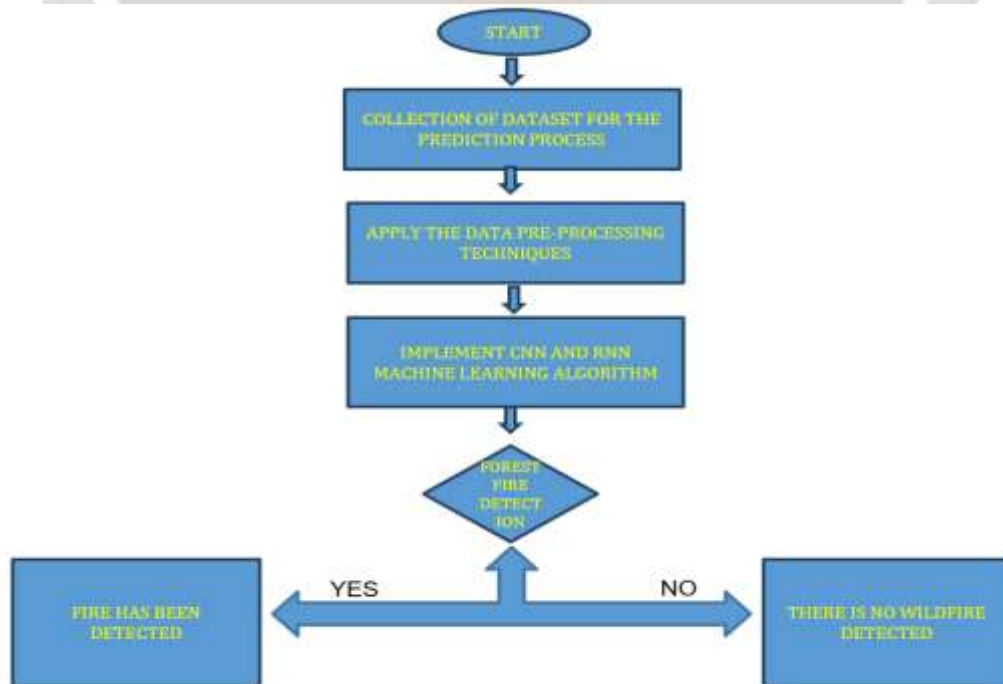 START
COLLECTION OF DATASET FOR THE
PREDICTION PROCESS
APPLY THE DATA PRE-PROCESSING
TECHNIQUES
IMPLEMENT CNN AND RNN
MACHINE LEARNING ALGORITHM
FOREST
FIRE
DETECT
ION
YES
NO
FIRE HAS BEEN
DETECTED
THERE IS NO WILDFIRE
DETECTED